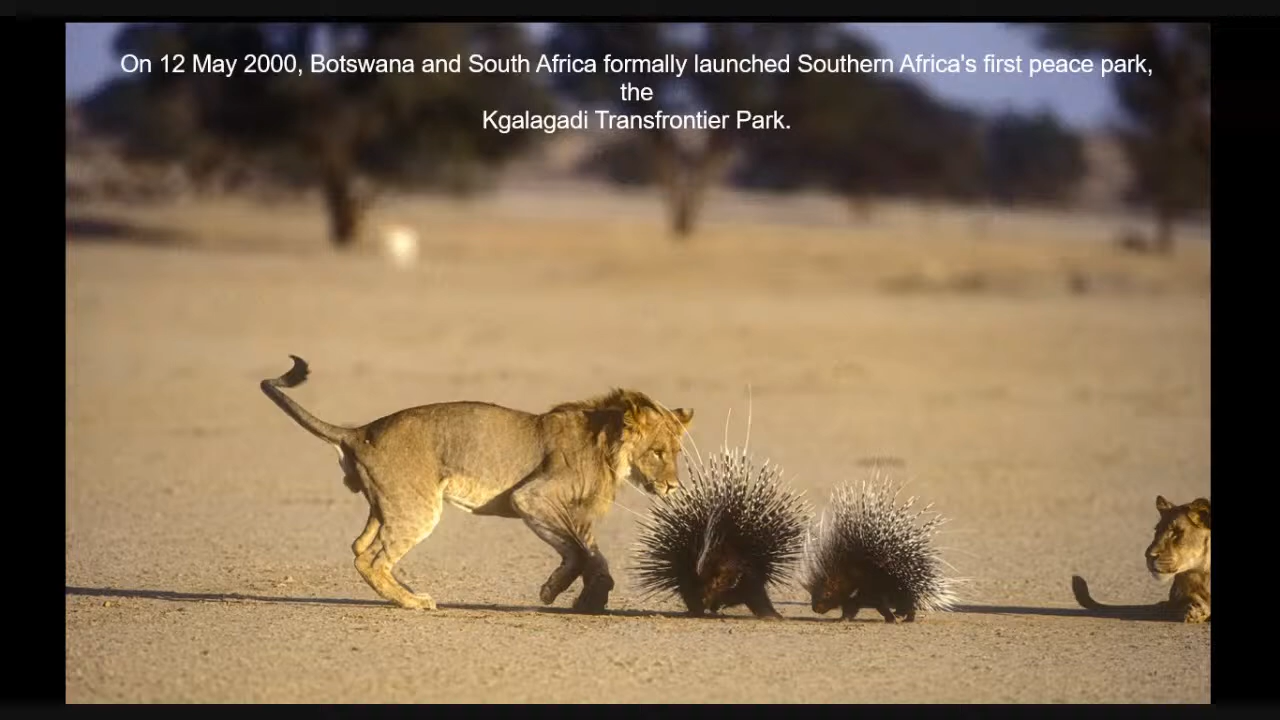 On 12 May 2000, Botswana and South Africa formally launched Southern Africa's first peace park,
the
Kgalagadi Transfrontier Park.